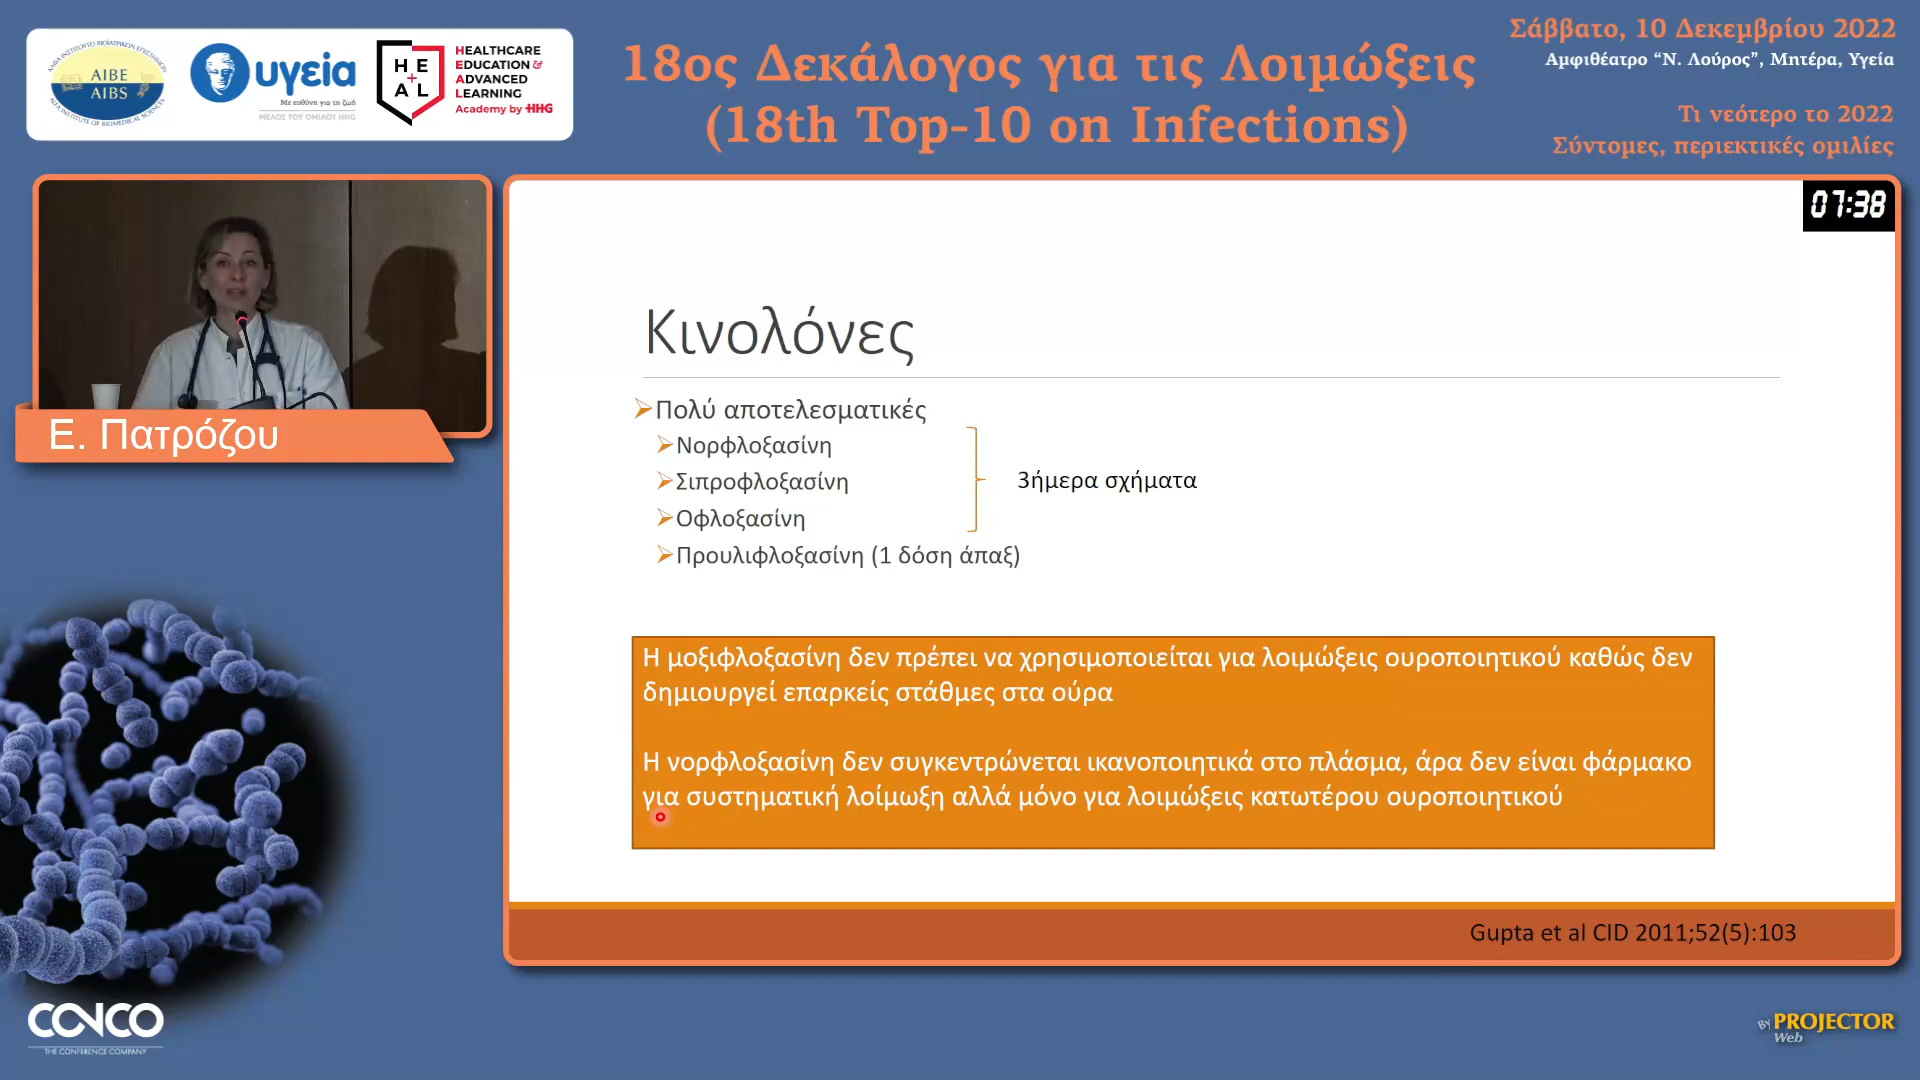 ΑΙΒΕ
AIBS
υγεία
Με ευθύνη για τη ζωή
ΜΕΛΟΣ ΤΟΥ ΟΜΙΛΟΥ HHG
HE+AL
HEALTHCARE
EDUCATION &
ADVANCED
LEARNING
Academy by HHG
18ος Δεκάλογος για τις Λοιμώξεις
(18th Top-10 on Infections)
Σάββατο, 10 Δεκεμβρίου 2022
Αμφιθέατρο “Ν. Λούρος”, Μητέρα, Υγεία
Τι νεότερο το 2022
Σύντομες, περιεκτικές ομιλίες
07:38
Ε. Πατρόζου
Κινολόνες
Πολύ αποτελεσματικές
Νορφλοξασίνη
Σιπροφλοξασίνη
Οφλοξασίνη
3ήμερα σχήματα
Προυλιφλοξασίνη (1 δόση άπαξ)
Η μοξιφλοξασίνη δεν πρέπει να χρησιμοποιείται για λοιμώξεις ουροποιητικού καθώς δεν
δημιουργεί επαρκείς στάθμες στα ούρα
Η νορφλοξασίνη δεν συγκεντρώνεται ικανοποιητικά στο πλάσμα, άρα δεν είναι φάρμακο
για συστηματική λοίμωξη αλλά μόνο για λοιμώξεις κατωτέρου ουροποιητικού
Gupta et al CID 2011;52(5):103
CONCO
THE CONFERENCE COMPANY
By PROJECTOR
Web